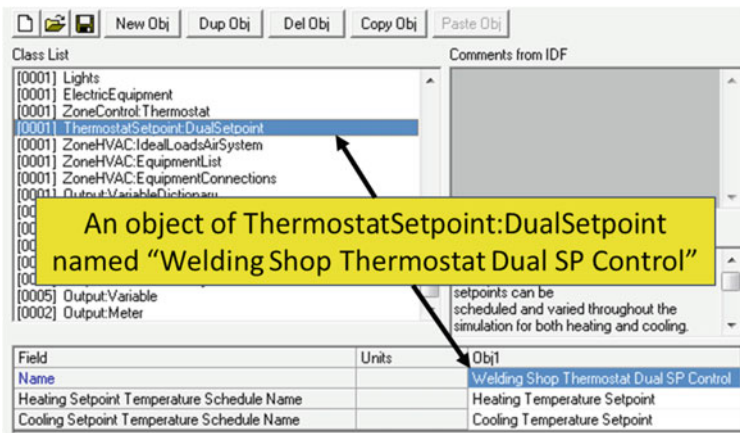 New Obj Dup Obj Del Obj Copy Obj Paste Obj
Class List
Comments from IDF
[0001] Lights
[0001] ElectricEquipment
[0001] ZoneControl:Thermostat
[0001] ThermostatSetpoint:DualSetpoint
[0001] ZoneHVAC:IdealLoadsAirSystem
[0001] ZoneHVAC:EquipmentList
[0001] ZoneHVAC:EquipmentConnections
[0001] Output:VariableDictionary
An object of ThermostatSetpoint:DualSetpoint
named “Welding Shop Thermostat Dual SP Control”
[0005] Output:Variable
[0002] Output:Meter
setpoints can be
scheduled and varied throughout the
simulation for both heating and cooling.
Field Units Obj1
Name Welding Shop Thermostat Dual SP Control
Heating Setpoint Temperature Schedule Name Heating Temperature Setpoint
Cooling Setpoint Temperature Schedule Name Cooling Temperature Setpoint